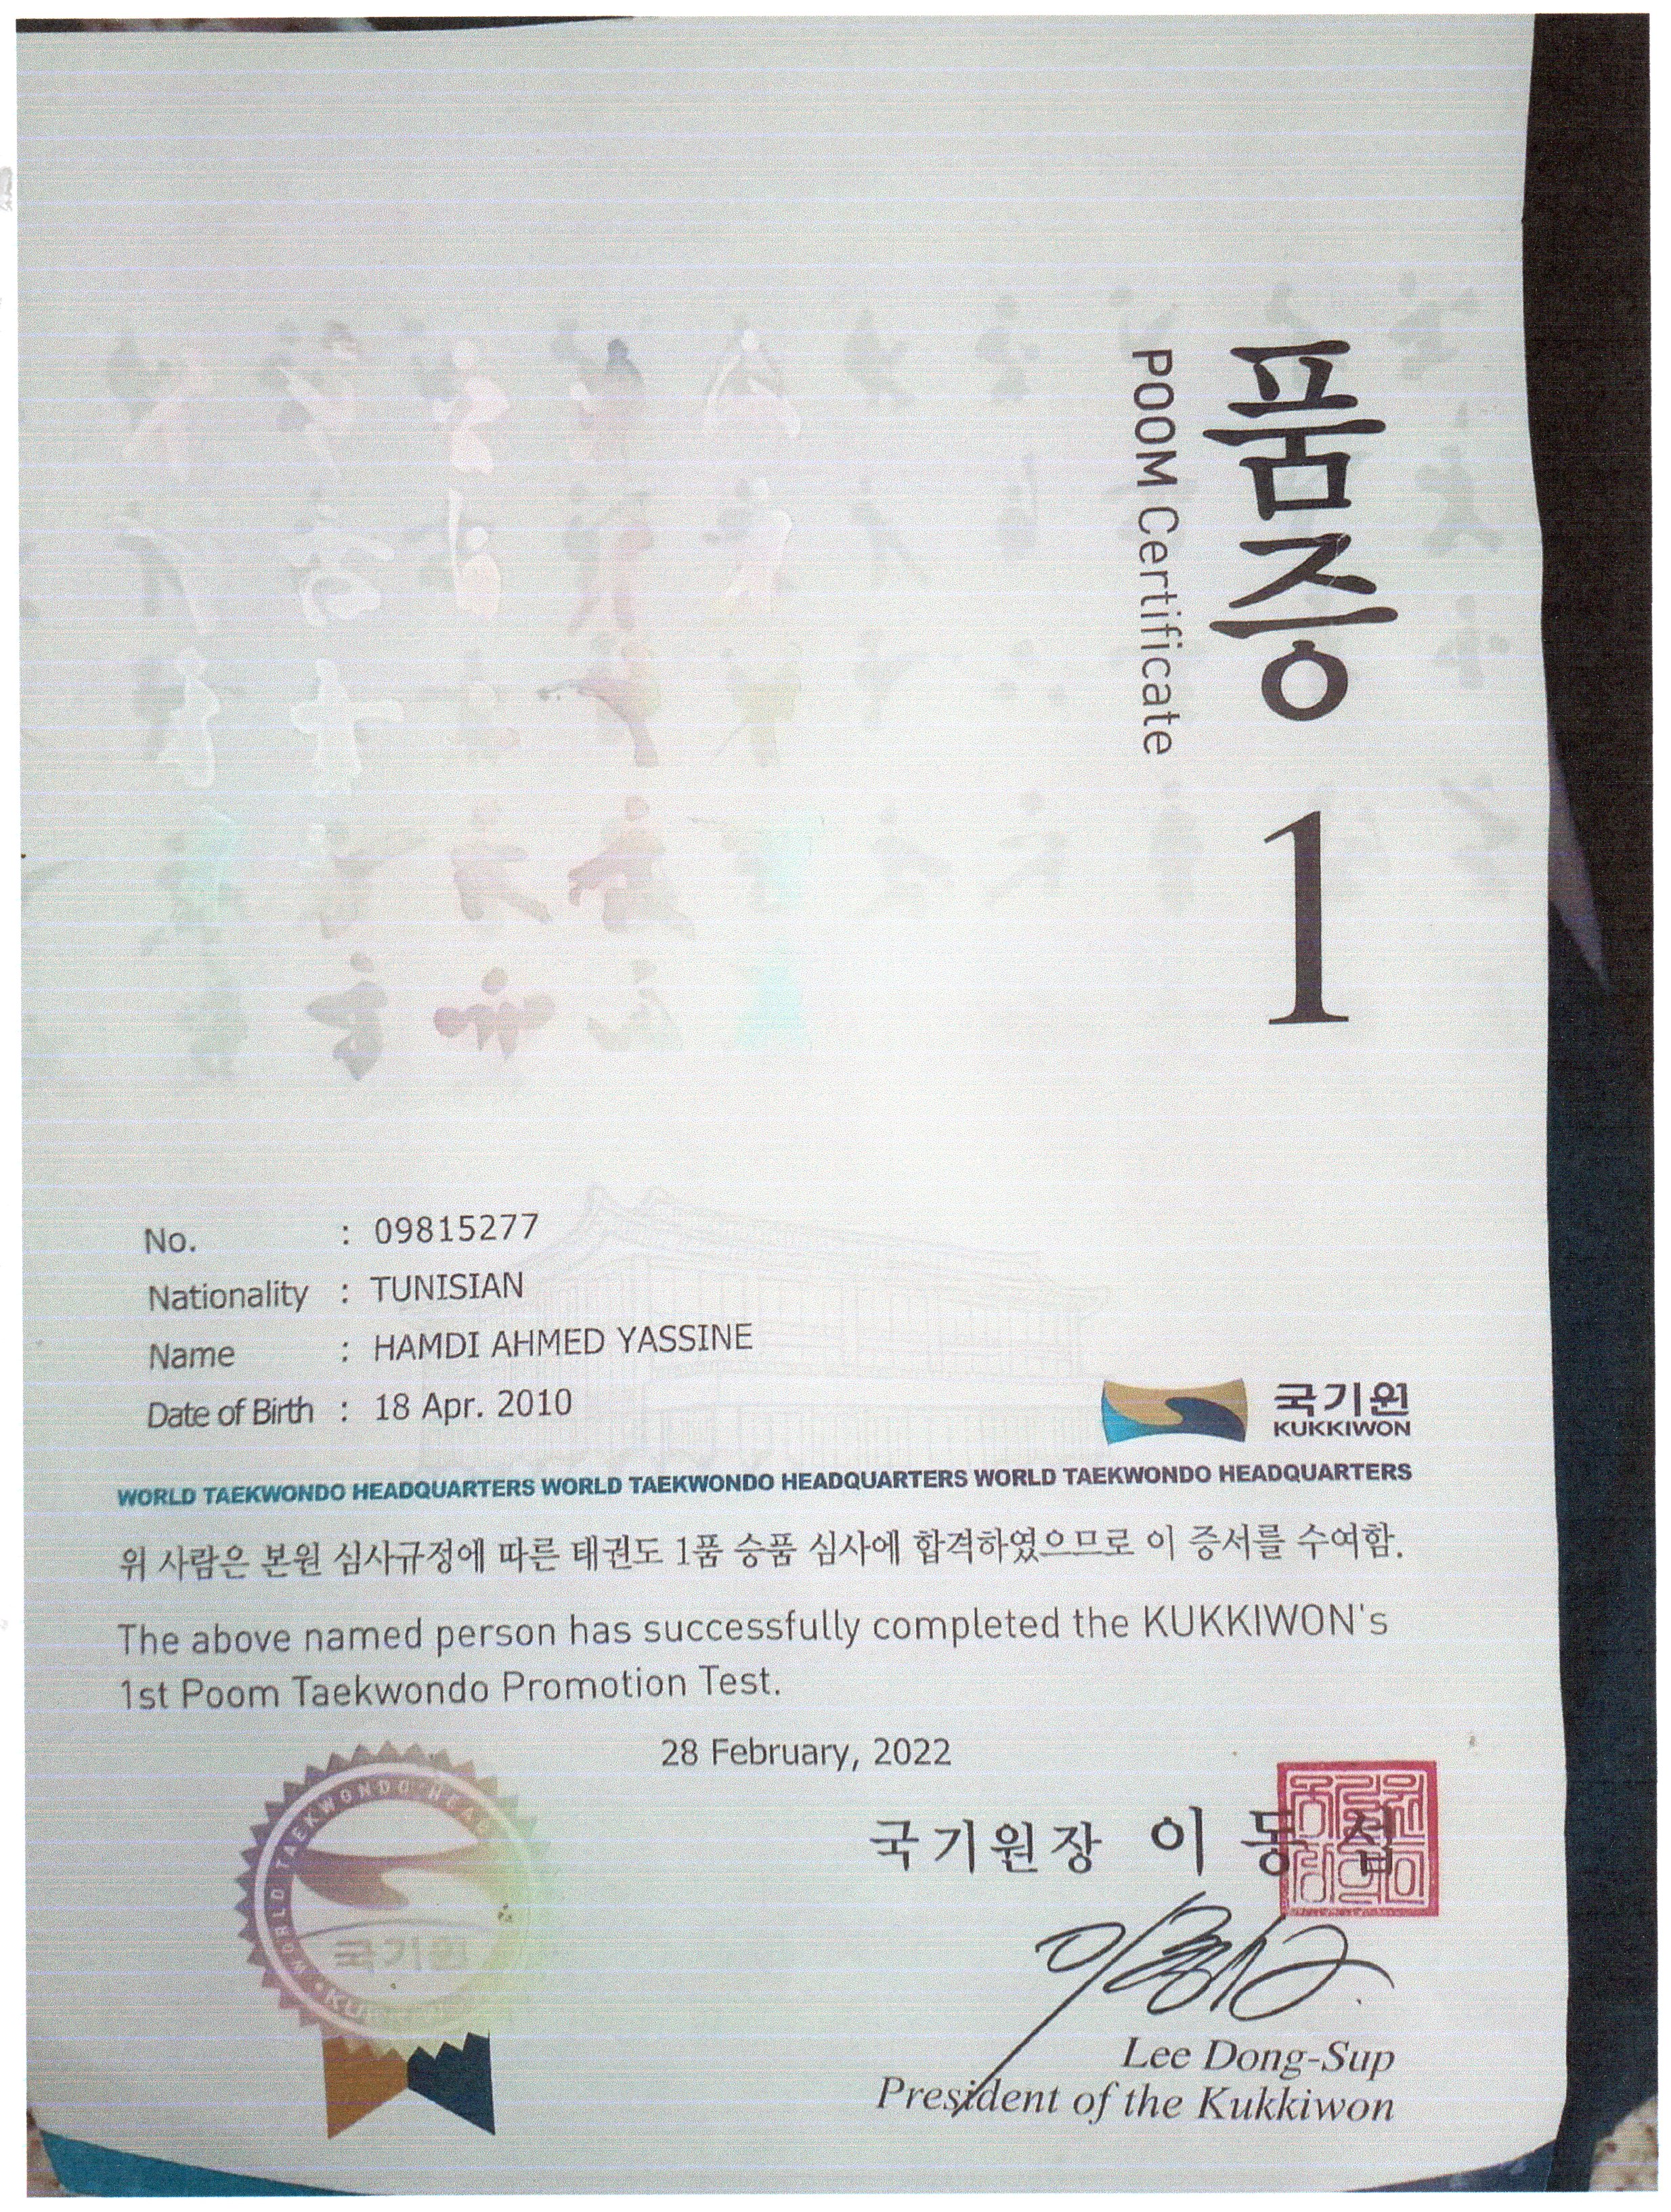 품증
POOM Certificate
1
No. : 09815277
Nationality : TUNISIAN
Name : HAMDI AHMED YASSINE
Date of Birth : 18 Apr. 2010
국기원
KUKKIWON
WORLD TAEKWONDO HEADQUARTERS WORLD TAEKWONDO HEADQUARTERS WORLD TAEKWONDO HEADQUARTERS
위 사람은 본원 심사규정에 따른 태권도 1품 승품 심사에 합격하였으므로 이 증서를 수여함.
The above named person has successfully completed the KUKKIWON's
1st Poom Taekwondo Promotion Test.
28 February, 2022
WORLD TAEKWONDO
국기원
국기원장 이 동 섭
Lee Dong-Sup
President of the Kukkiwon